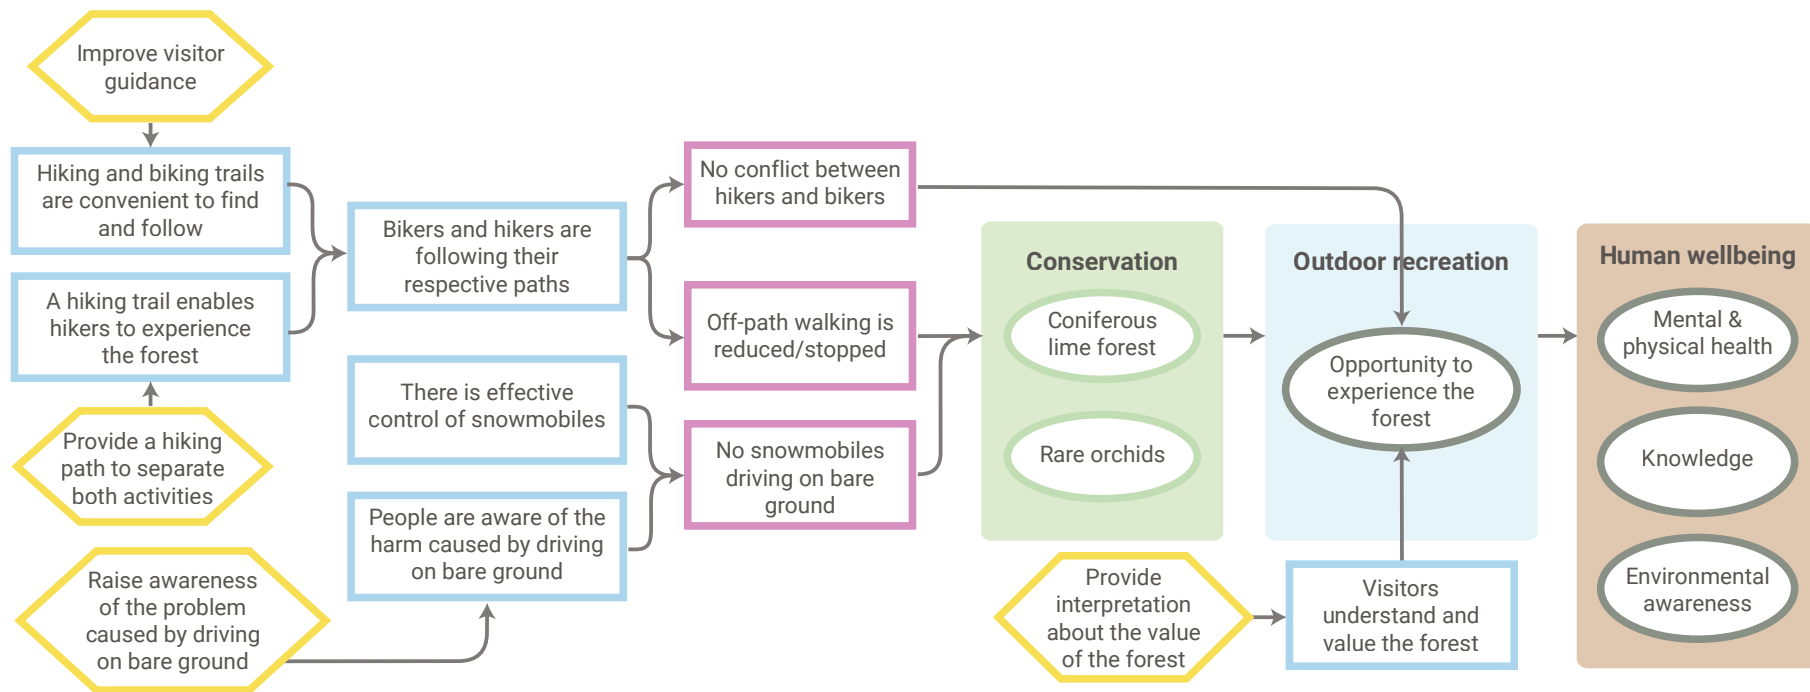 Improve visitor
guidance
Hiking and biking trails
are convenient to find
and follow
A hiking trail enables
hikers to experience
the forest
Provide a hiking
path to separate
both activities
Raise awareness
of the problem
caused by driving
on bare ground
Bikers and hikers are
following their
respective paths
There is effective
control of snowmobiles
People are aware of the
harm caused by driving
on bare ground
No conflict between
hikers and bikers
Off-path walking is
reduced/stopped
No snowmobiles
driving on bare
ground
Conservation
Coniferous
lime forest
Rare orchids
Provide
interpretation
about the value
of the forest
Outdoor recreation
Opportunity to
experience the
forest
Visitors
understand and
value the forest
Human wellbeing
Mental &
physical health
Knowledge
Environmental
awareness